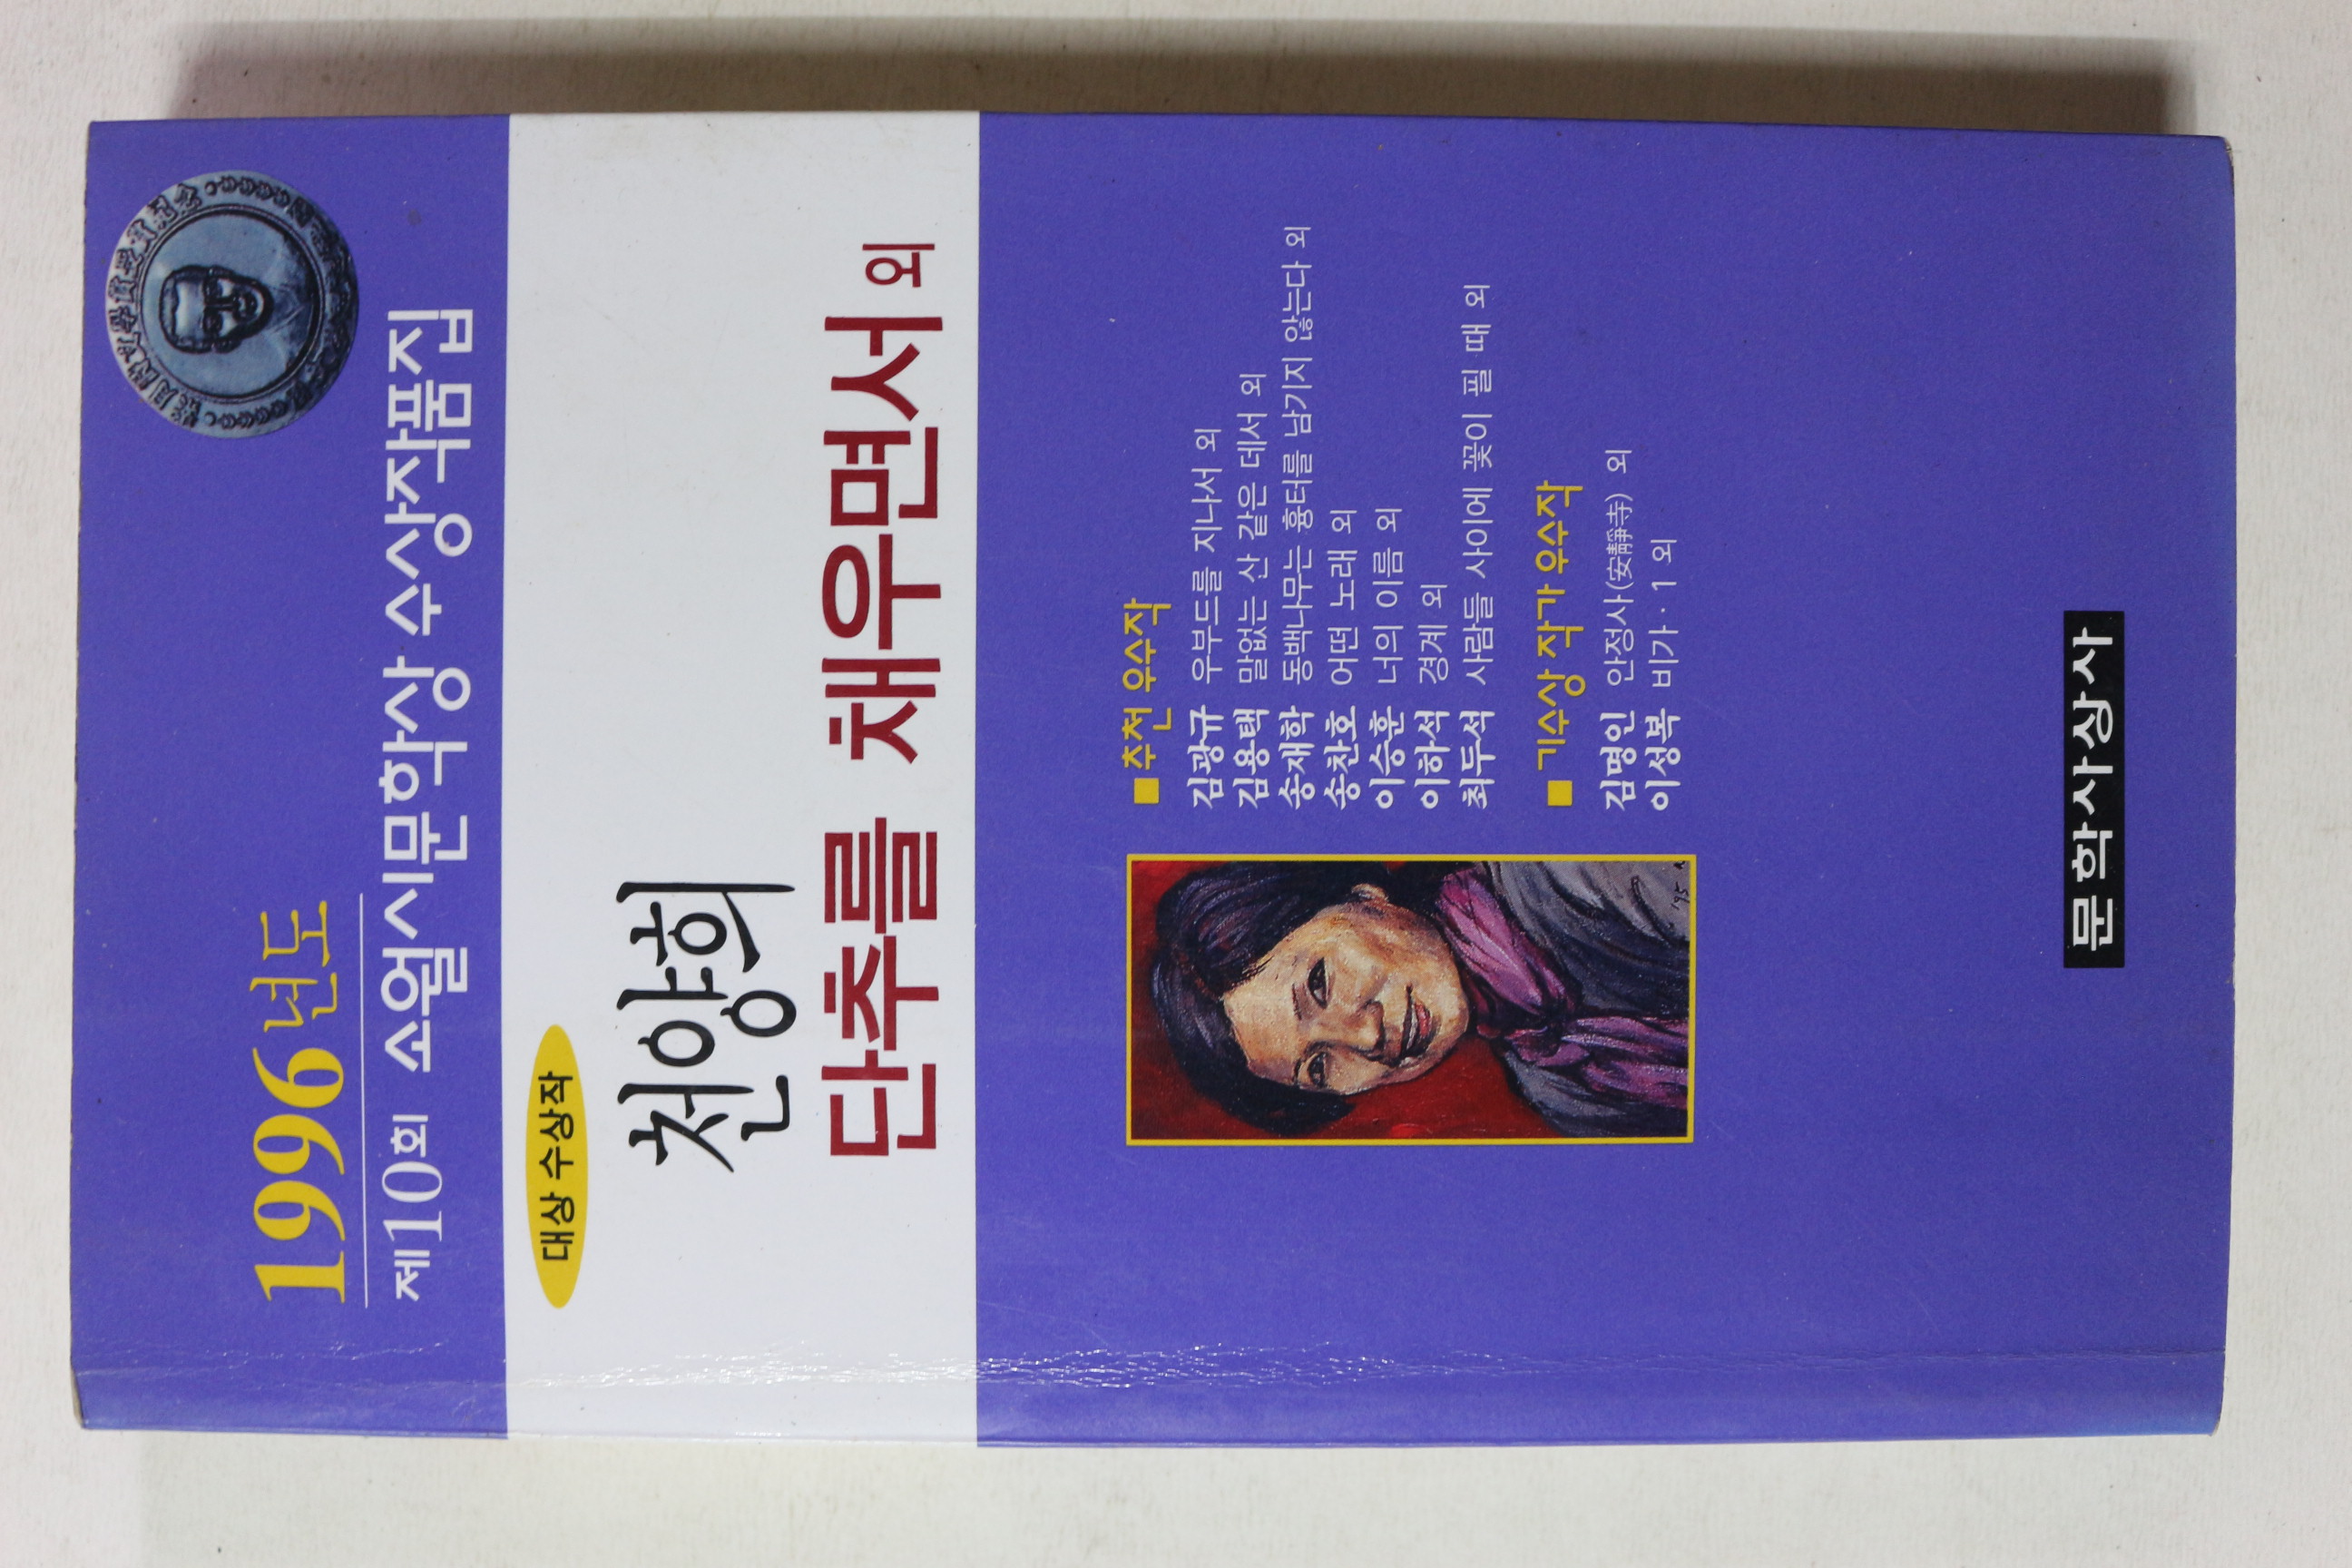 1996년도
제10회 소월시문학상 수상작품집
대상 수상작
천양희
단추를 채우면서 외
■추천 우수작
김광규 우부드를 지나서 외
김용택 말없는 산 같은 데서 외
송재학 동백나무는 흉터를 남기지 않는다 외
송찬호 어떤 노래 외
이승훈 너의 이름 외
이하석 경계 외
최두석 사람들 사이에 꽃이 필 때 외
■기수상 작가 우수작
김명인 안정사(安靜寺) 외
이성복 비가·1 외
'95
문학사상사